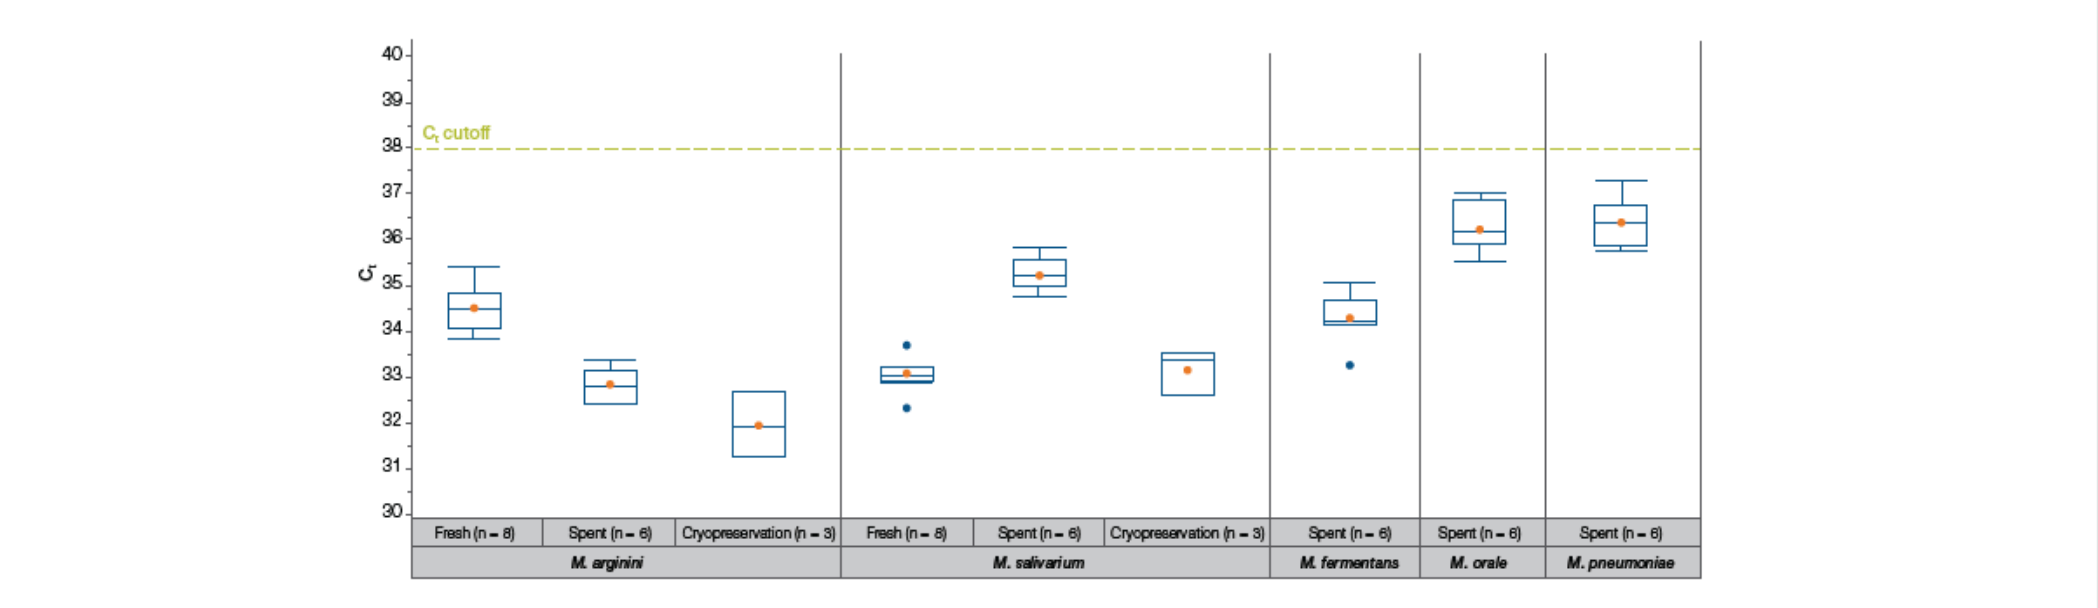 40
39
Ct cutoff
38
37
36
Ct
35
34
33
32
31
30
Fresh (n = 8) Spent (n = 6) Cryopreservation (n = 3) Fresh (n = 8) Spent (n = 6) Cryopreservation (n = 3) Spent (n = 6) Spent (n = 6) Spent (n = 6)
M. arginini M. salivarium M. fermentans M. orale M. pneumoniae